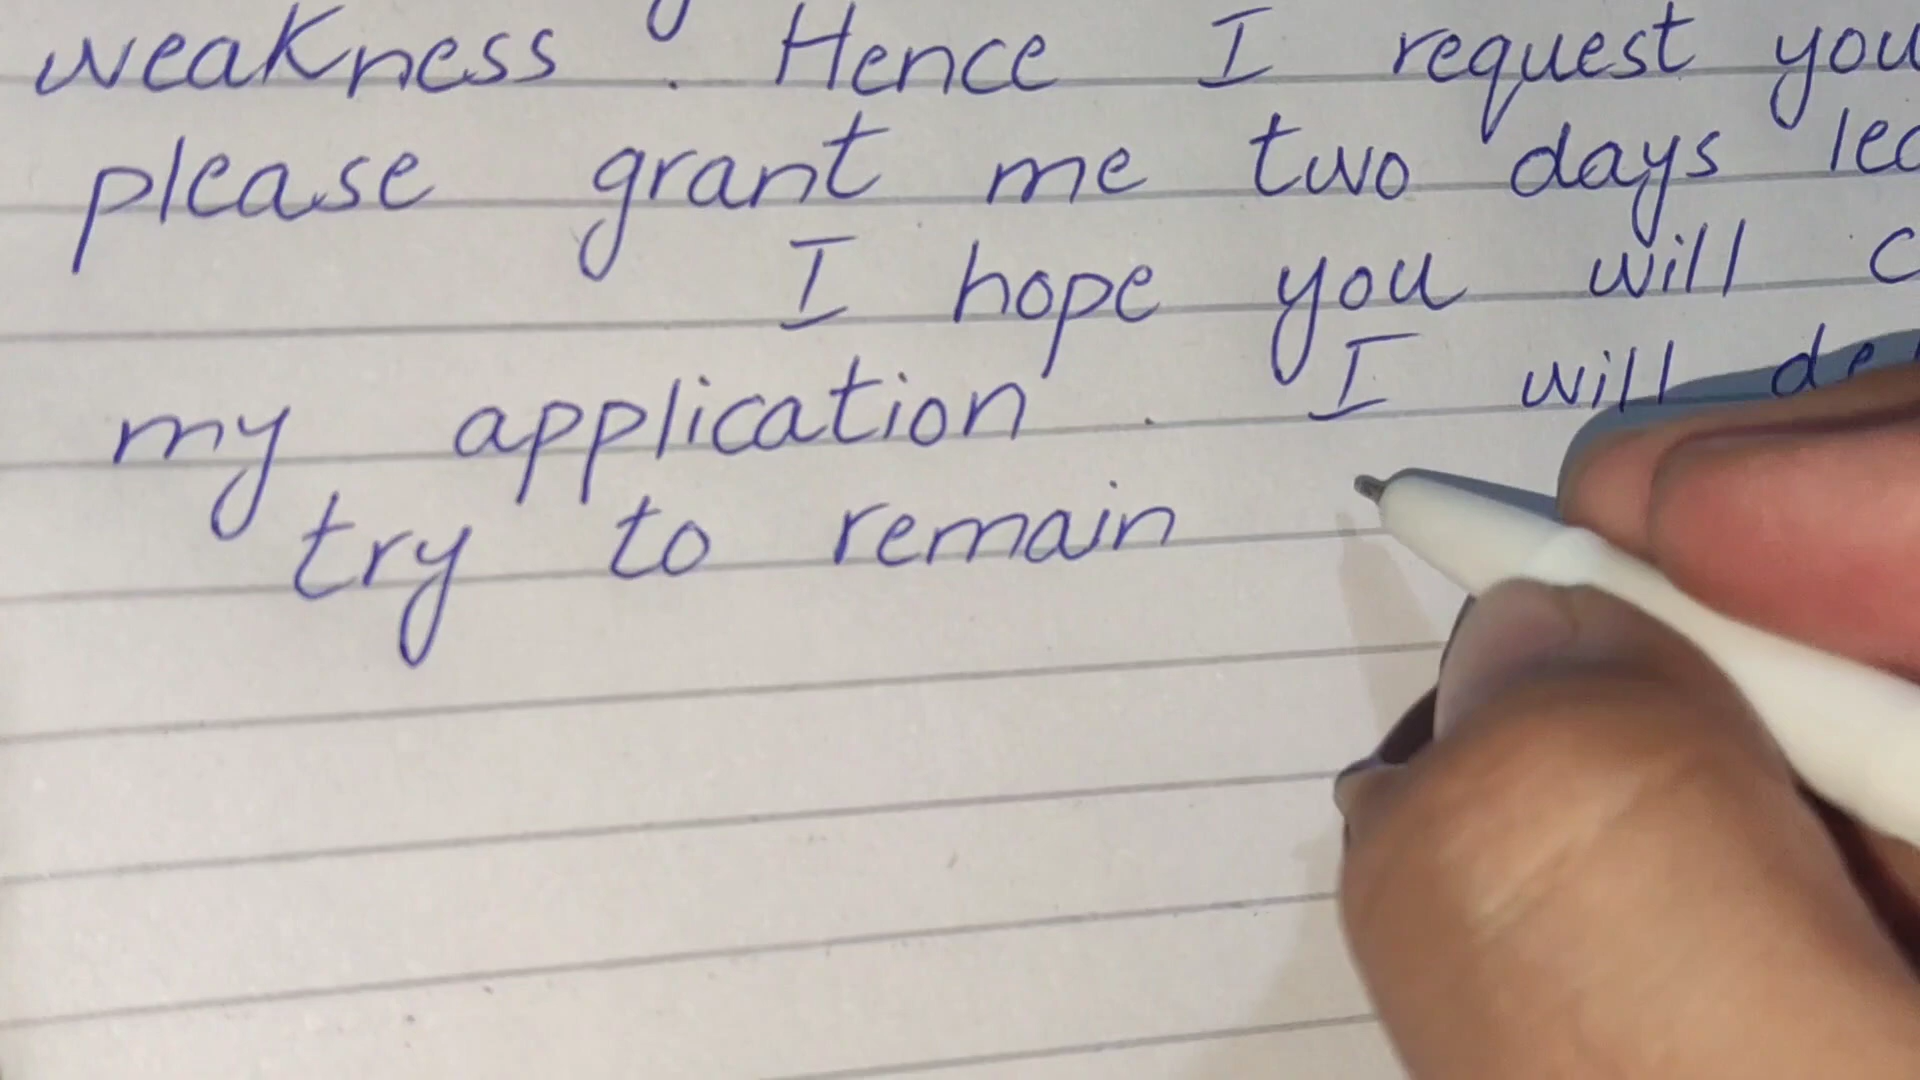 weakness . Hence I request you
please grant me two days
I hope you will
my application . I will
try to remain